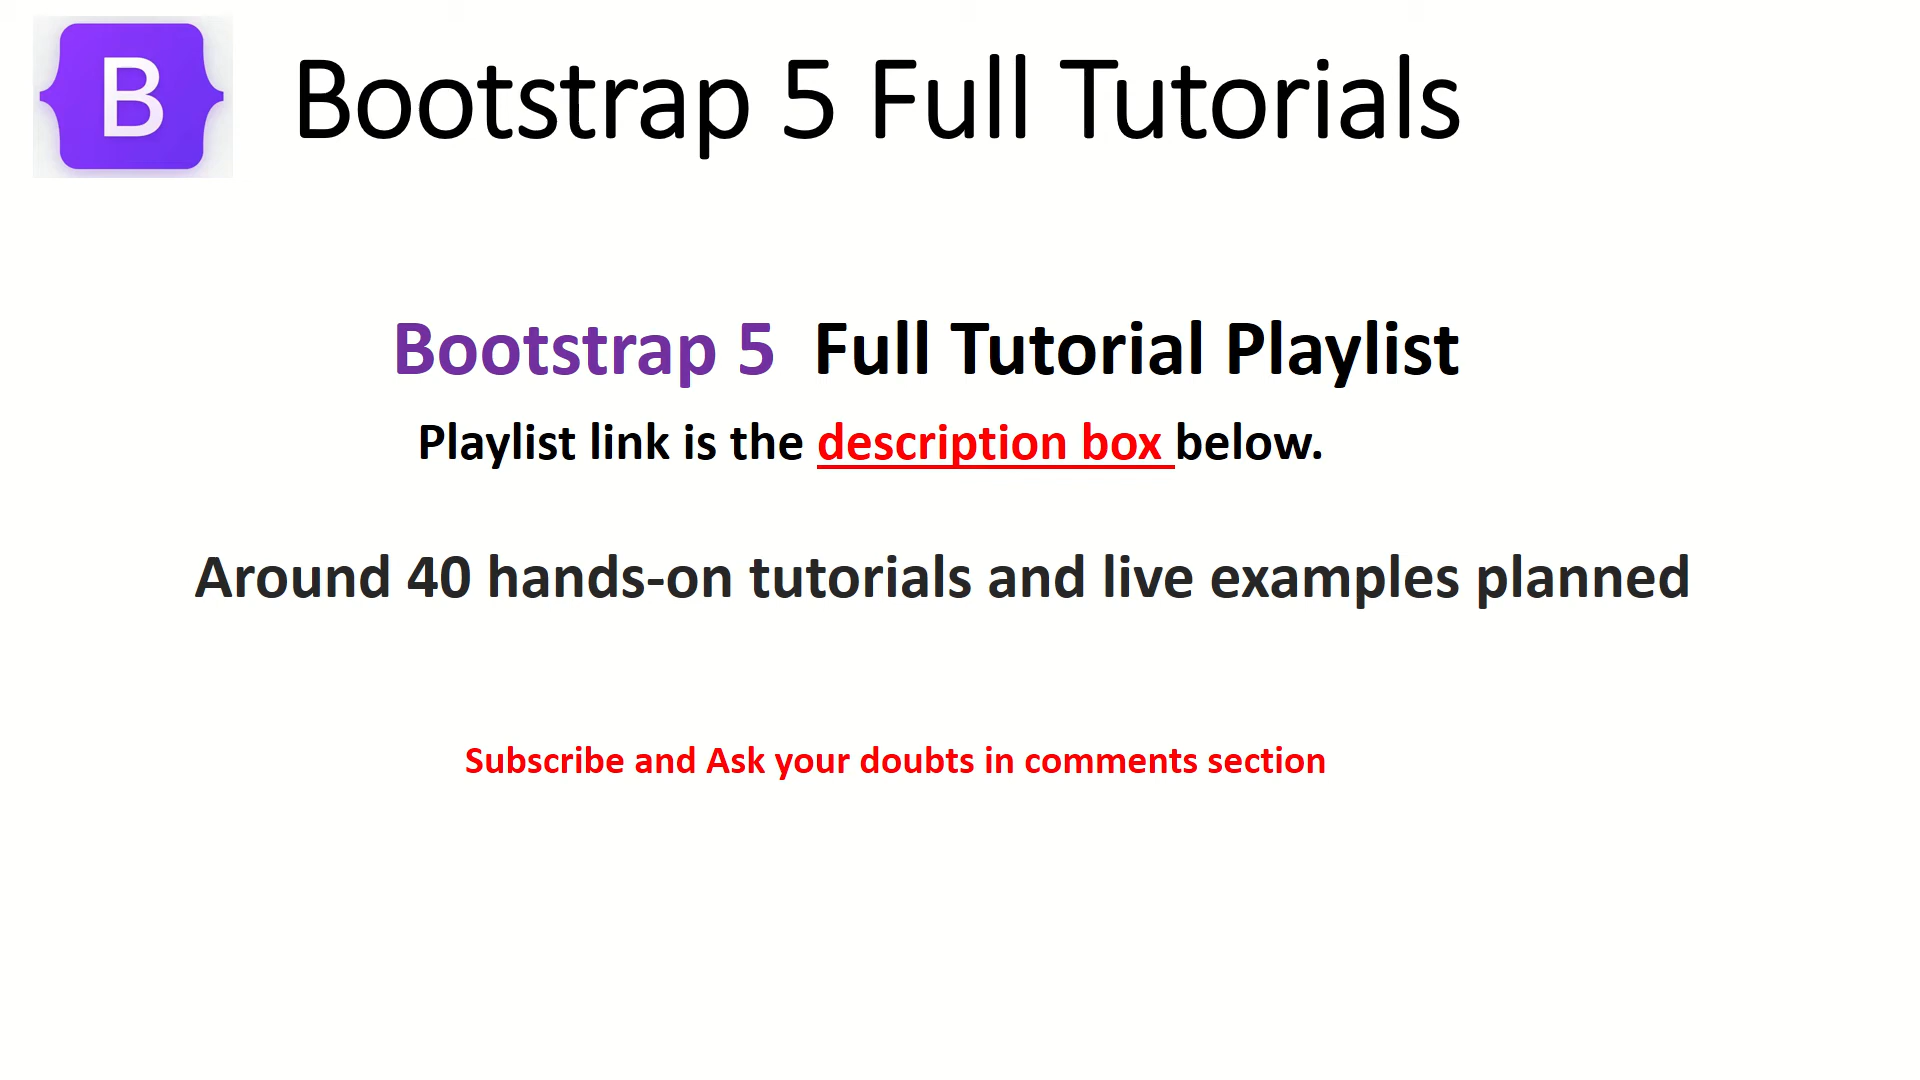 B
Bootstrap 5 Full Tutorials
Bootstrap 5 Full Tutorial Playlist
Playlist link is the description box below.
Around 40 hands-on tutorials and live examples planned
Subscribe and Ask your doubts in comments section